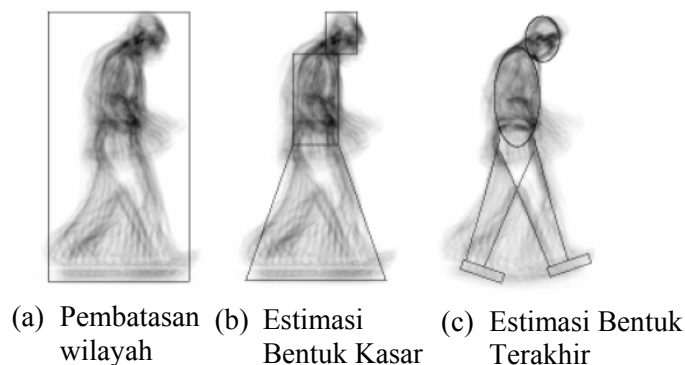 (a) Pembatasan wilayah
(b) Estimasi Bentuk Kasar
(c) Estimasi Bentuk Terakhir